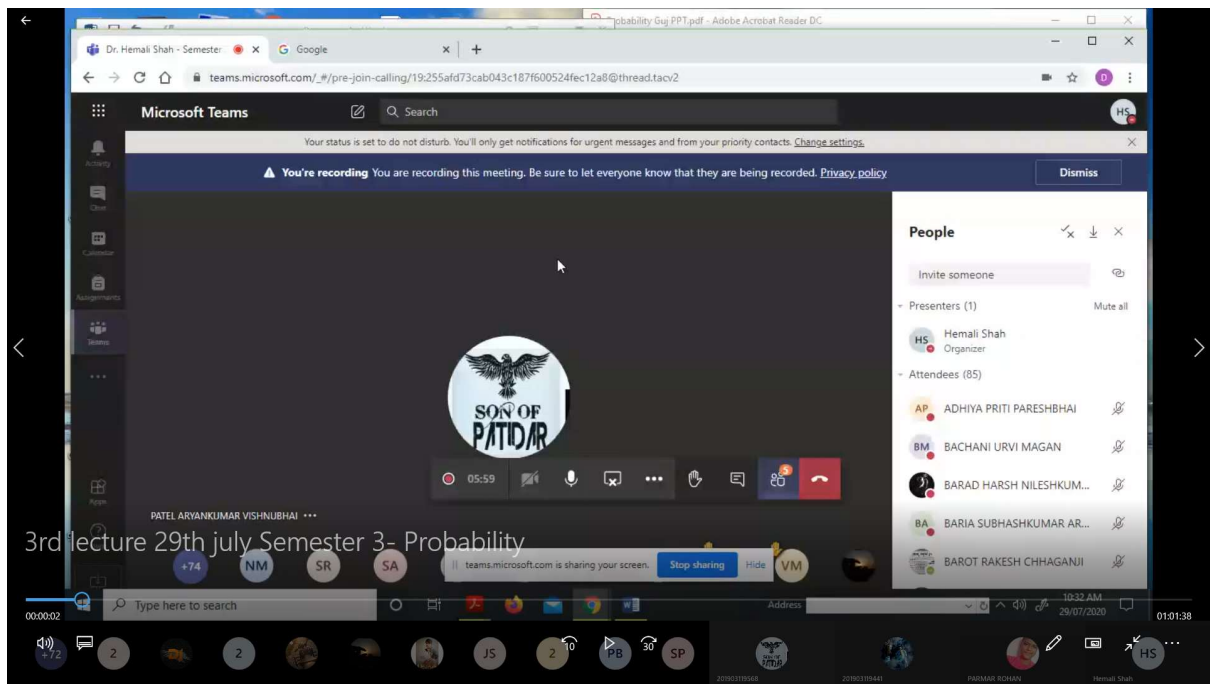 obability Guj PPT.pdf - Adobe Acrobat Reader DC
Dr. Hemali Shah - Semester
Google
teams.microsoft.com/_#/pre-join-calling/19:255afd73cab043c187f600524fec12a8@thread.tacv2
D
Microsoft Teams
Search
HS
Your status is set to do not disturb. You'll only get notifications for urgent messages and from your priority contacts. Change settings.
You're recording You are recording this meeting. Be sure to let everyone know that they are being recorded. Privacy policy
Dismiss
Activity
Chat
Calendar
Assignments
Teams
Apps
SON OF
PATIDAR
05:59
5
PATEL ARYANKUMAR VISHNUBHAI
People
Invite someone
Presenters (1)
Mute all
HS
Hemali Shah
Organizer
Attendees (85)
AP ADHIYA PRITI PARESHBHAI
BM BACHANI URVI MAGAN
BARAD HARSH NILESHKUM...
BA BARIA SUBHASHKUMAR AR...
BAROT RAKESH CHHAGANJI
3rd lecture 29th july Semester 3- Probability
+74
NM
SR
SA
teams.microsoft.com is sharing your screen.
Stop sharing
Hide
VM
Type here to search
Address
10:32 AM
29/07/2020
00:00:02
01:01:38
+72
2
2
JS
2
10
PB
30
SP
HS
201903119568
201903119441
PARMAR ROHAN
Hemali Shah